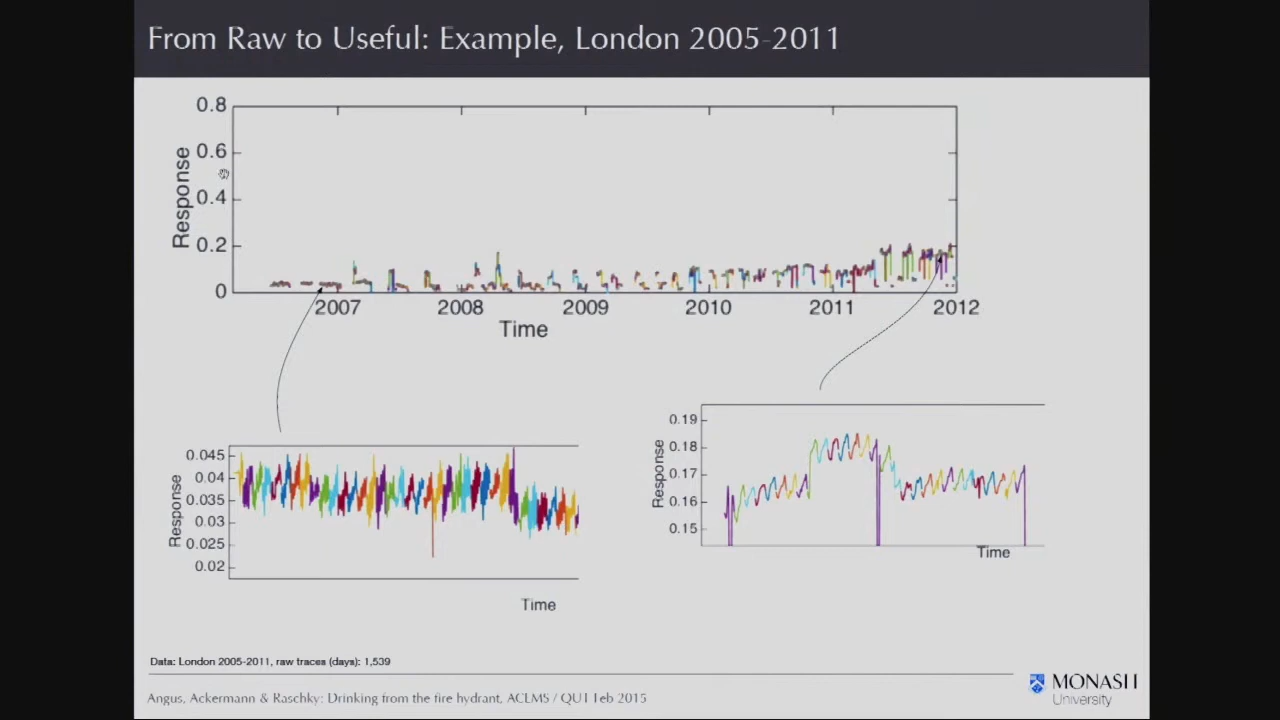 From Raw to Useful: Example, London 2005-2011
0.8
0.6
0.4
0.2
0
Response
2007 2008 2009 2010 2011 2012
Time
0.045
0.04
0.035
0.03
0.025
0.02
Response
Time
0.19
0.18
0.17
0.16
0.15
Response
Time
Data: London 2005-2011, raw traces (days): 1,539
Angus, Ackermann & Raschky: Drinking from the fire hydrant, ACLMS / QUT Feb 2015
MONASH
University